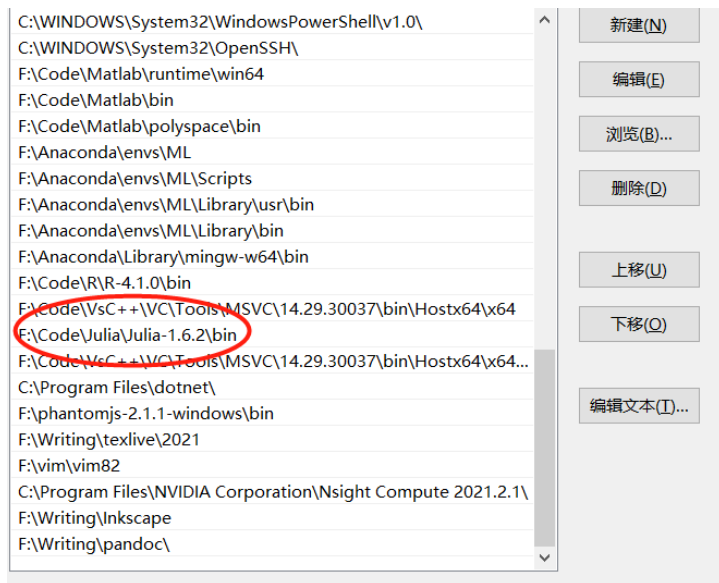 C:\WINDOWS\System32\WindowsPowerShell\v1.0\
C:\WINDOWS\System32\OpenSSH\
F:\Code\Matlab\runtime\win64
F:\Code\Matlab\bin
F:\Code\Matlab\polyspace\bin
F:\Anaconda\envs\ML
F:\Anaconda\envs\ML\Scripts
F:\Anaconda\envs\ML\Library\usr\bin
F:\Anaconda\envs\ML\Library\bin
F:\Anaconda\Library\mingw-w64\bin
F:\Code\R\R-4.1.0\bin
F:\Code\VsC++\VC\Tools\MSVC\14.29.30037\bin\Hostx64\x64
F:\Code\Julia\Julia-1.6.2\bin
F:\Code\VsC++\VC\Tools\MSVC\14.29.30037\bin\Hostx64\x64...
C:\Program Files\dotnet\
F:\phantomjs-2.1.1-windows\bin
F:\Writing\texlive\2021
F:\vim\vim82
C:\Program Files\NVIDIA Corporation\Nsight Compute 2021.2.1\
F:\Writing\Inkscape
F:\Writing\pandoc\
新建(N)
编辑(E)
浏览(B)...
删除(D)
上移(U)
下移(O)
编辑文本(T)...